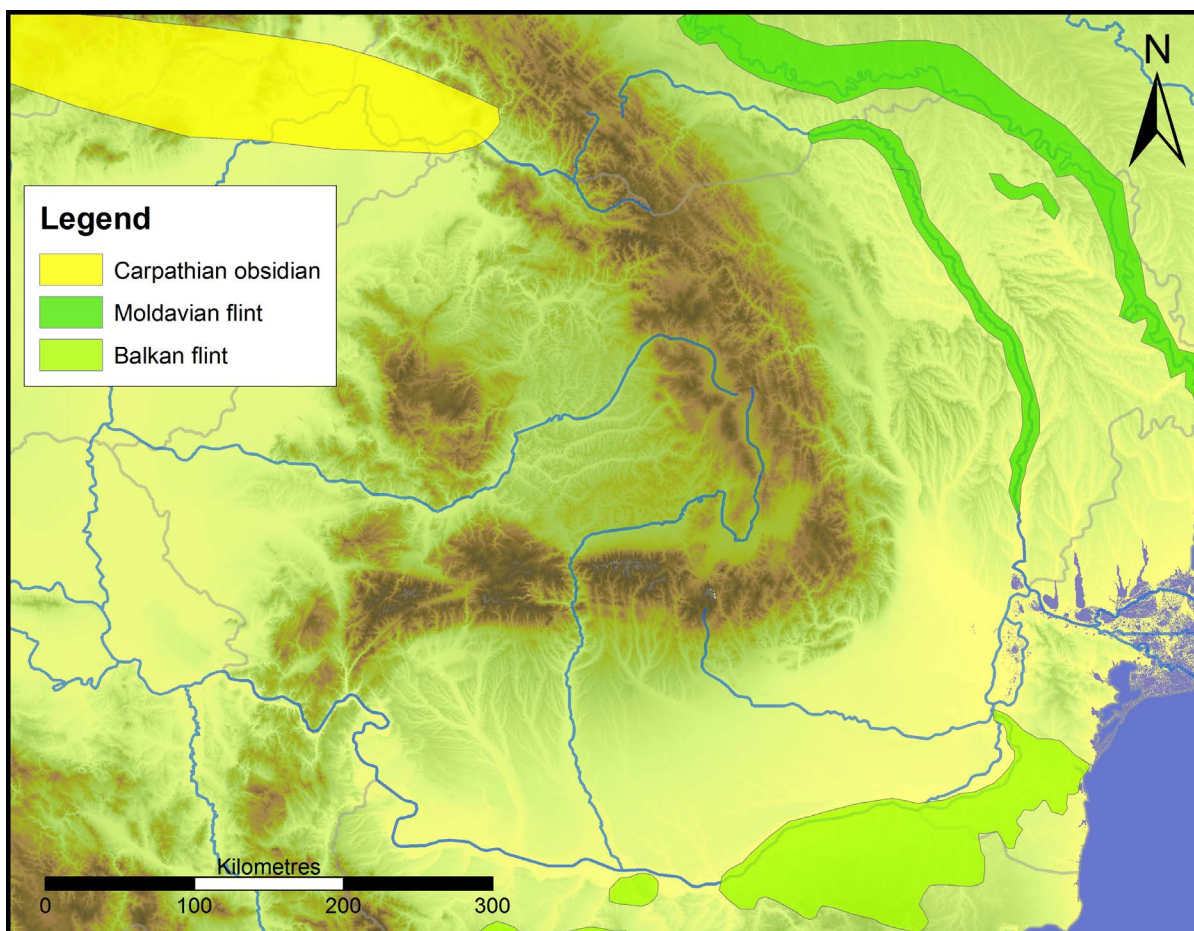 N
Legend
Carpathian obsidian
Moldavian flint
Balkan flint
Kilometres
0 100 200 300